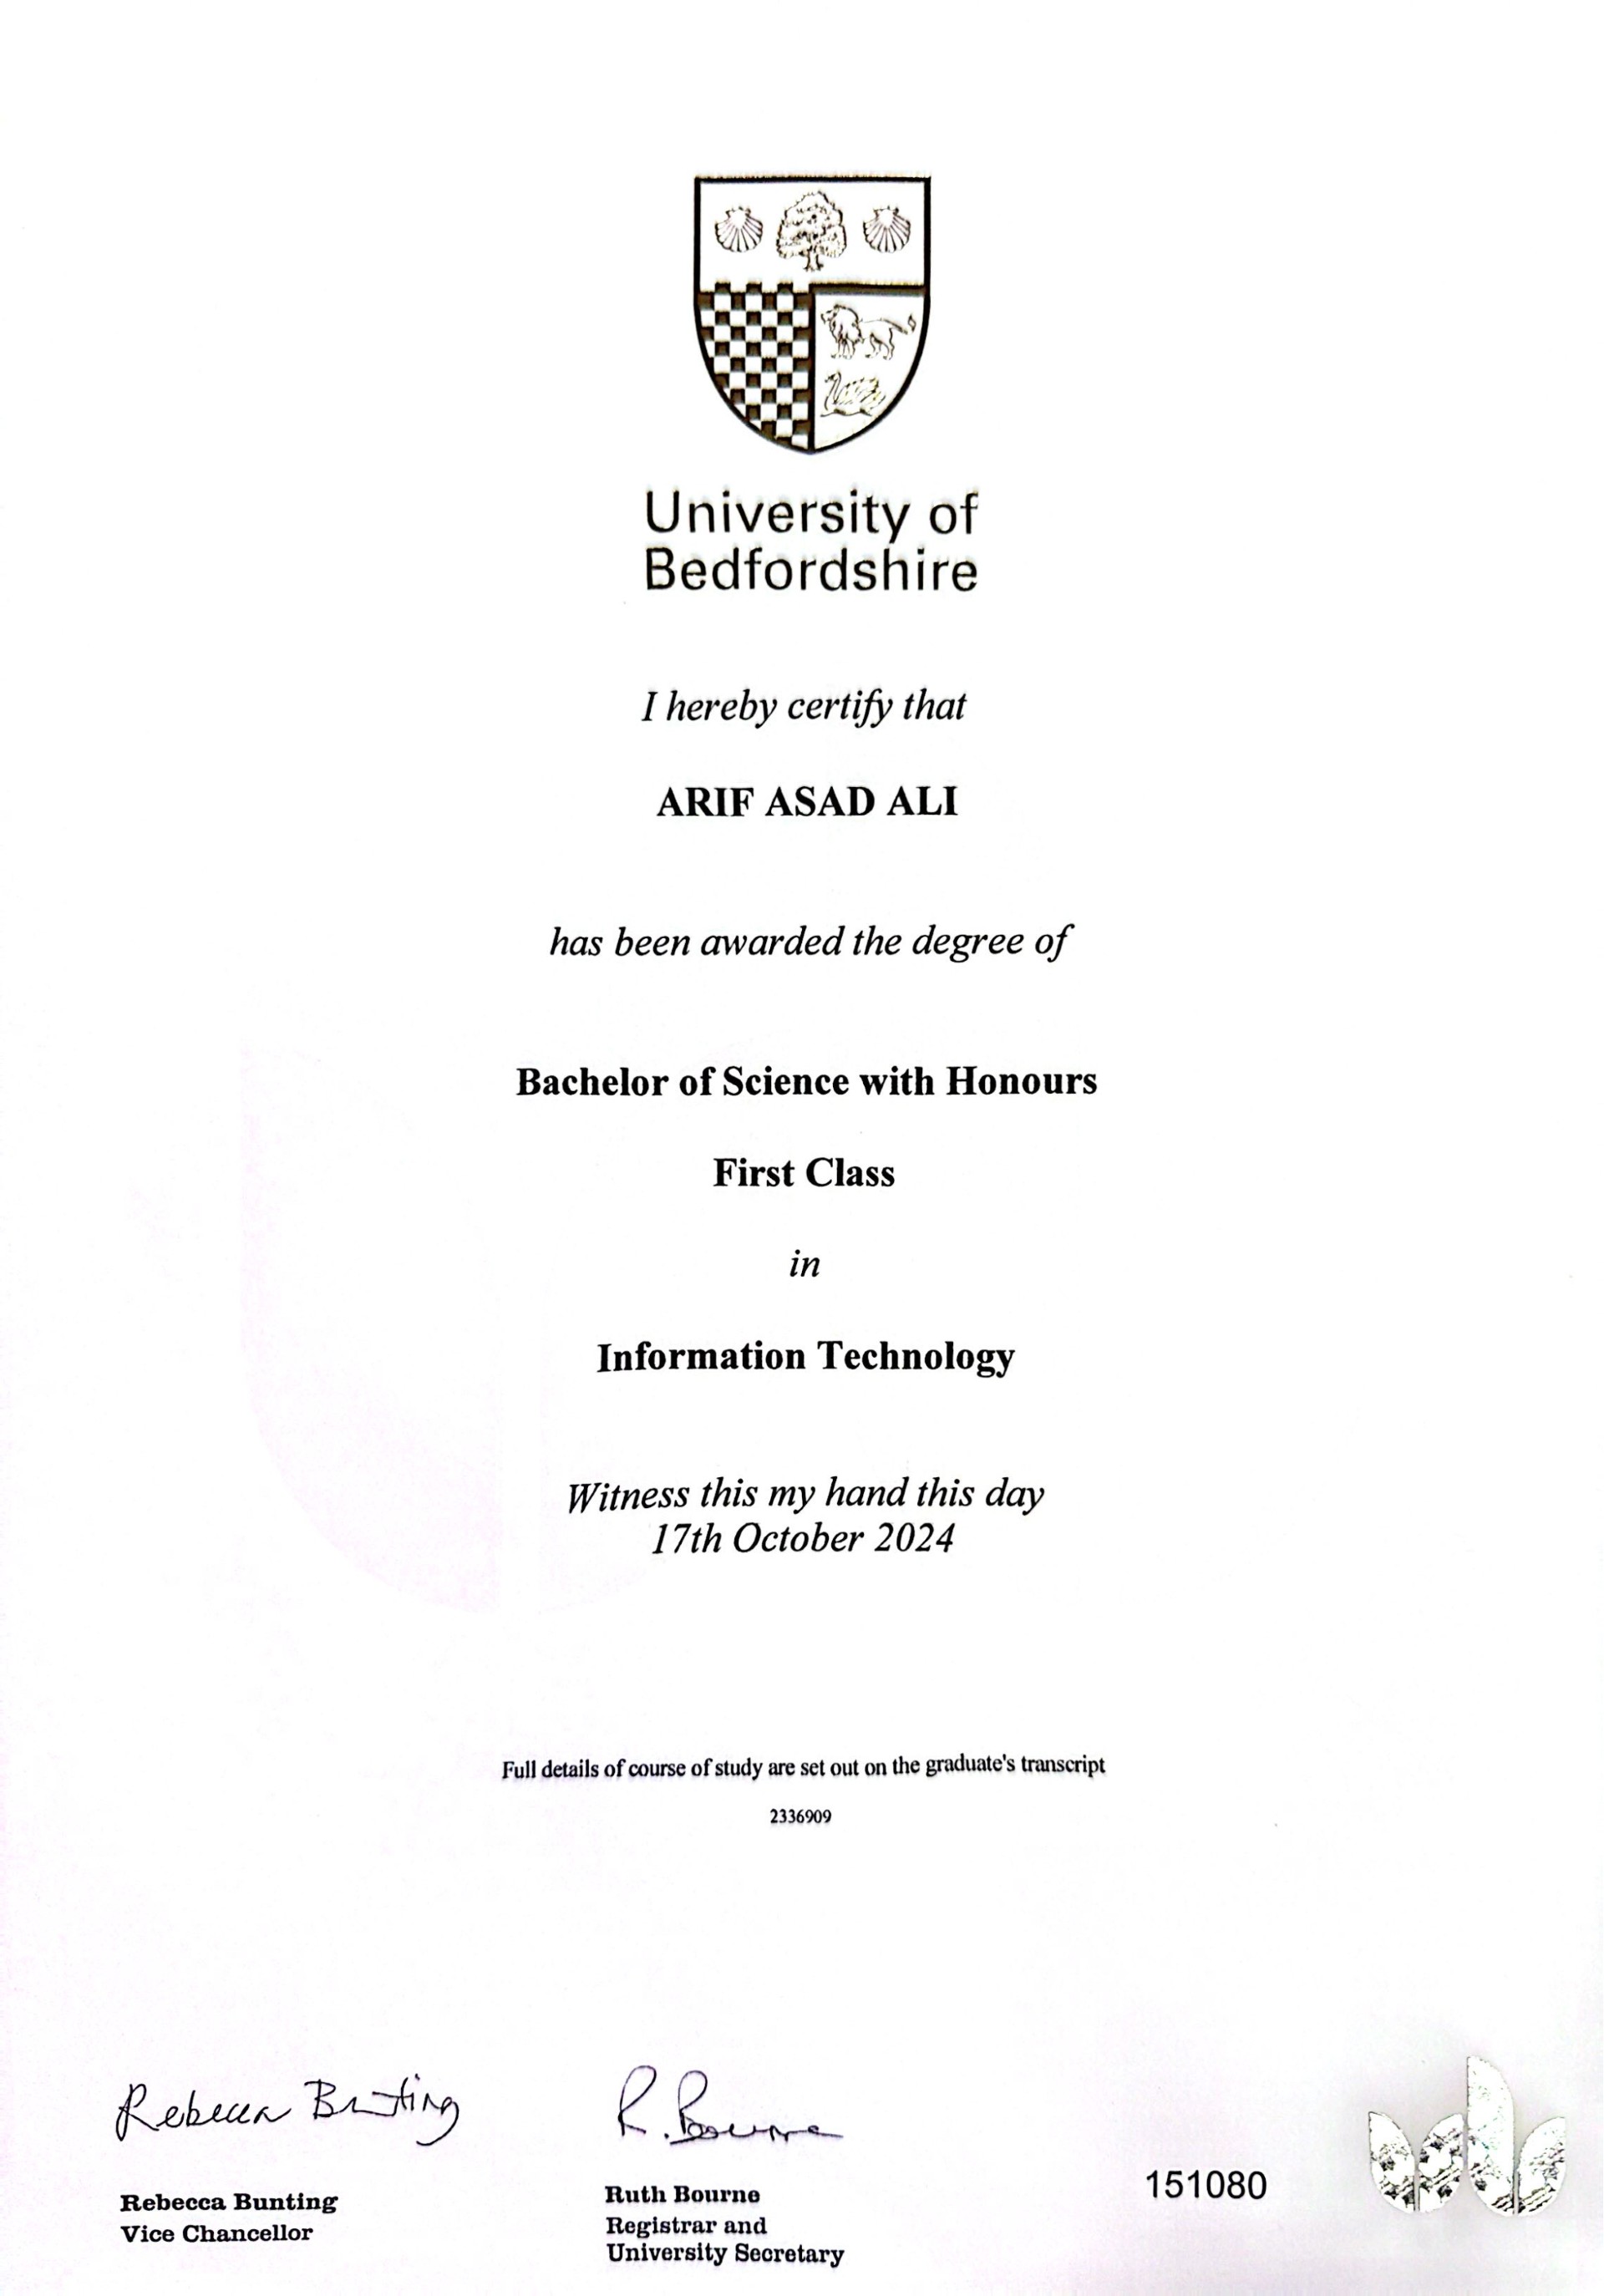 University of
Bedfordshire
I hereby certify that
ARIF ASAD ALI
has been awarded the degree of
Bachelor of Science with Honours
First Class
in
Information Technology
Witness this my hand this day
17th October 2024
Full details of course of study are set out on the graduate's transcript
2336909
Rebecca Bunting
R. Bourne
Rebecca Bunting
Vice Chancellor
Ruth Bourne
Registrar and
University Secretary
151080